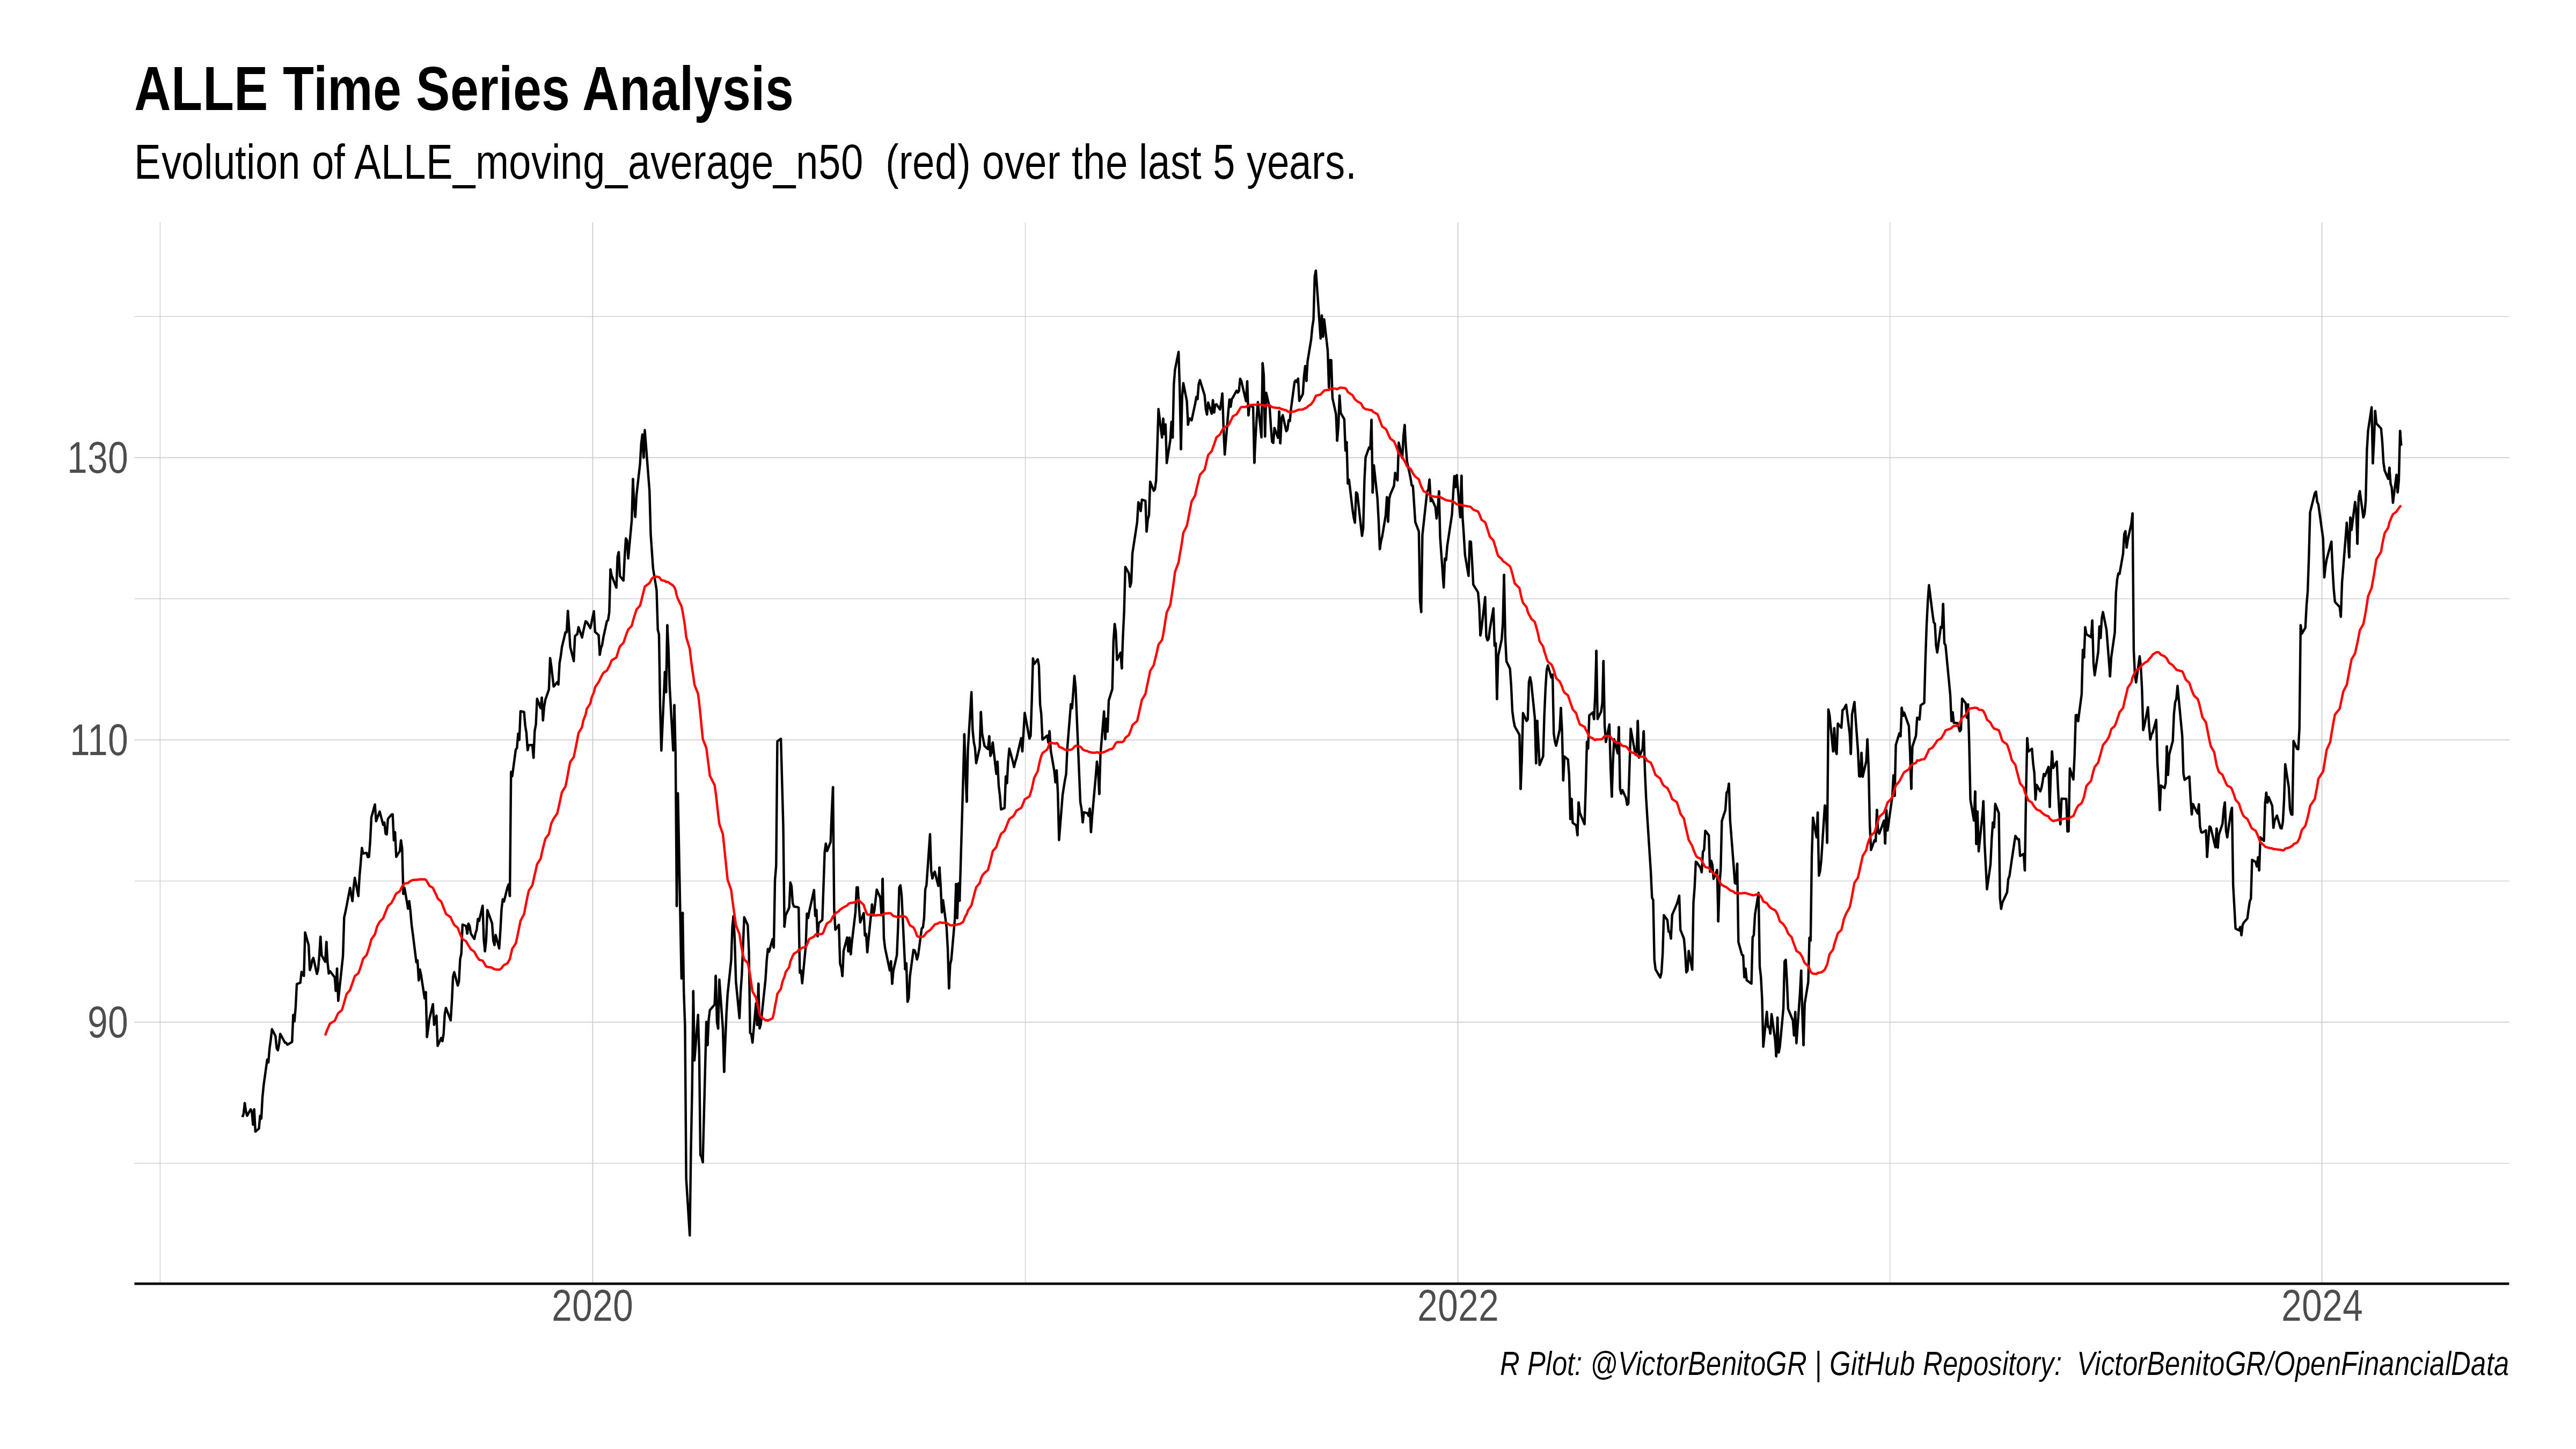 ALLE Time Series Analysis
Evolution of ALLE_moving_average_n50  (red) over the last 5 years.
130
110
90
2020 2022 2024
R Plot: @VictorBenitoGR | GitHub Repository:  VictorBenitoGR/OpenFinancialData